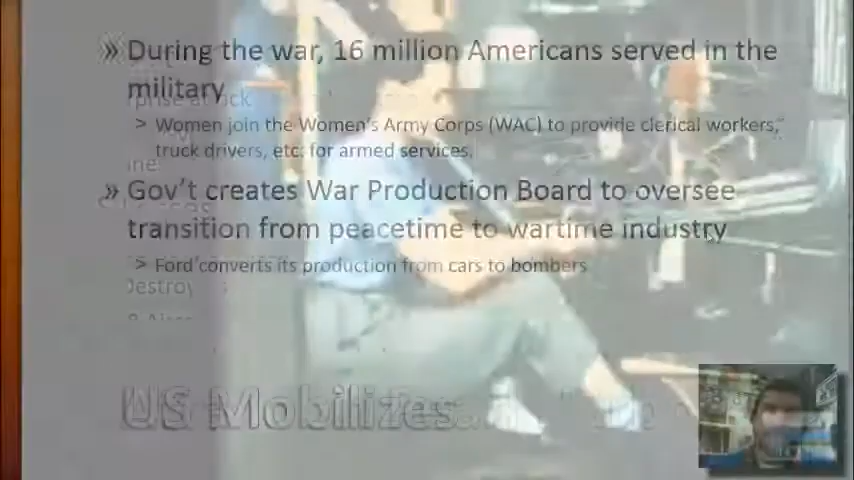 » During the war, 16 million Americans served in the
military
> Women join the Women's Army Corps (WAC) to provide clerical workers,
truck drivers, etc. for armed services.
» Gov't creates War Production Board to oversee
transition from peacetime to wartime industry
> Ford converts its production from cars to bombers
US Mobilizes